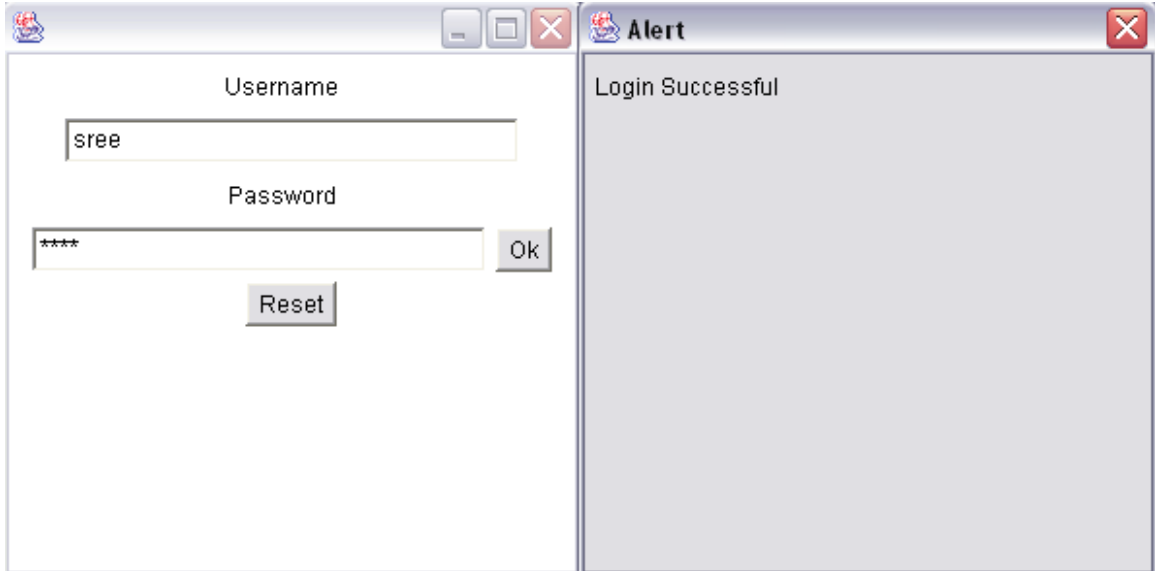 Username
sree
Password
****
Ok
Reset
Alert
Login Successful